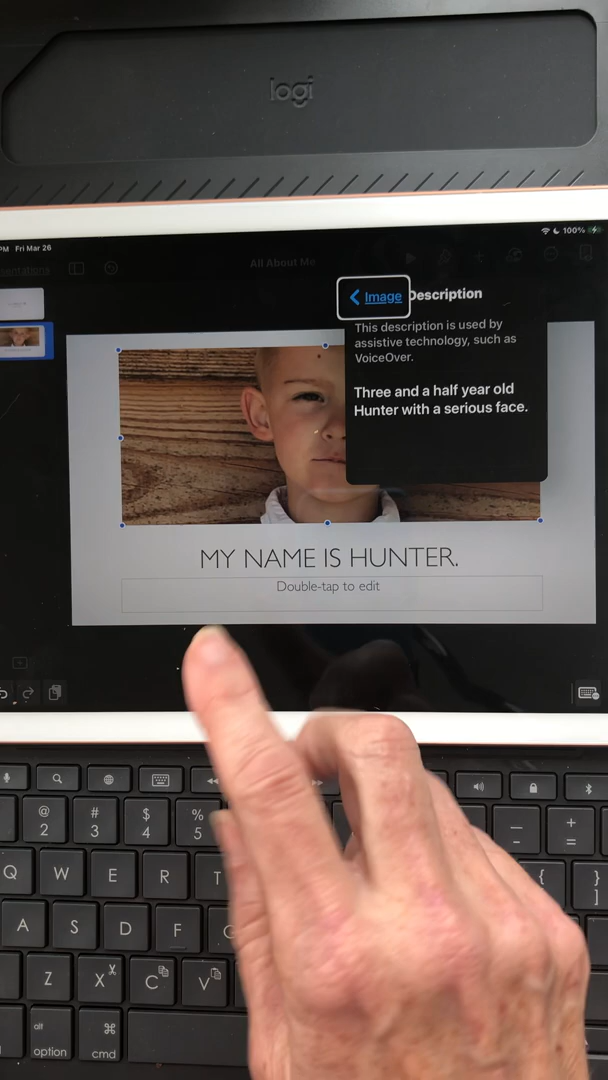 logi
PM Fri Mar 26
100%
All About Me
Image
Description
This description is used by
assistive technology, such as
VoiceOver.
Three and a half year old
Hunter with a serious face.
MY NAME IS HUNTER.
Double-tap to edit
@ # $ %
2 3 4 5
— +
- =
Q W E R T { }
]
A S D F G
Z X C V
alt
option
⌘
cmd